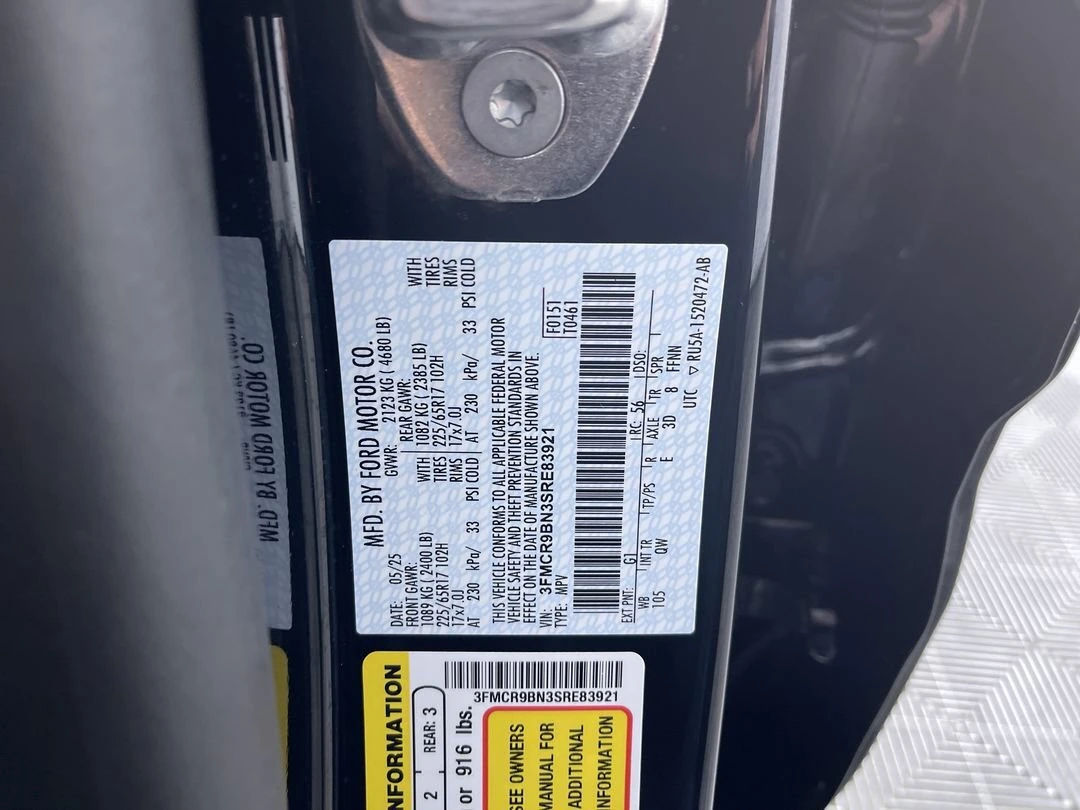 MFD. BY FORD MOTOR CO.
DATE: 05/25 GVWR: 2123 KG ( 4680 LB)
FRONT GAWR: REAR GAWR:
1089 KG ( 2400 LB) WITH 1082 KG ( 2385 LB) WITH
225/65R17 102H TIRES 225/65R17 102H TIRES
17x7.0J RIMS 17x7.0J RIMS
AT 230 kPa/ 33 PSI COLD AT 230 kPa/ 33 PSI COLD
THIS VEHICLE CONFORMS TO ALL APPLICABLE FEDERAL MOTOR
VEHICLE SAFETY AND THEFT PREVENTION STANDARDS IN
EFFECT ON THE DATE OF MANUFACTURE SHOWN ABOVE.
VIN: 3FMCR9BN3SRE83921
TYPE: MPV
F0151
T0461
EXT PNT: G1 RC: 56 DSO:
WB INT TR TP/PS R AXLE TR SPR
105 QW E 3D 8 FFNN
UTC ▽ RU5A-1520472-AB
NFORMATION
2 REAR: 3
or 916 lbs.
3FMCR9BN3SRE83921
SEE OWNERS
MANUAL FOR
ADDITIONAL
INFORMATION
MFD. BY FORD MOTOR CO.